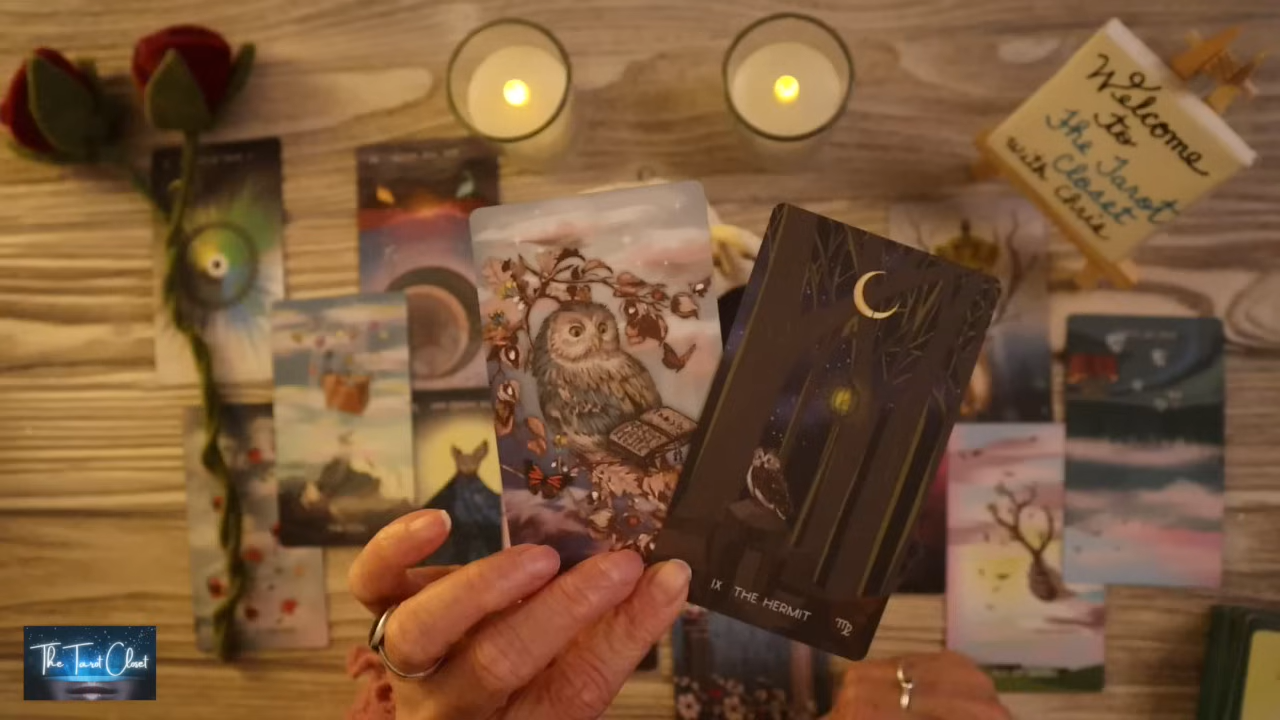 Welcome
to
The Tarot
Closet
with Chris
IX THE HERMIT
The Tarot Closet